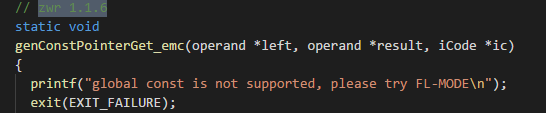 // zwr 1.1.6
static void
genConstPointerGet_emc(operand *left, operand *result, iCode *ic)
{
  printf("global const is not supported, please try FL-MODE\n");
  exit(EXIT_FAILURE);